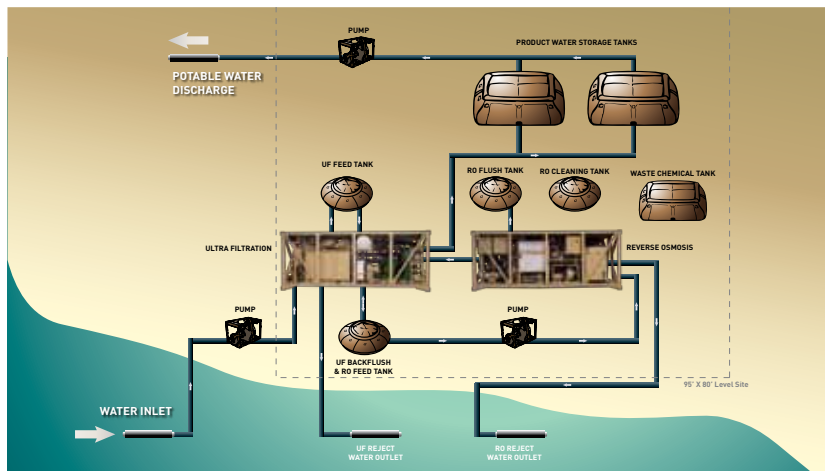 PUMP
PRODUCT WATER STORAGE TANKS
POTABLE WATER
DISCHARGE
UF FEED TANK
RO FLUSH TANK
RO CLEANING TANK
WASTE CHEMICAL TANK
ULTRA FILTRATION
REVERSE OSMOSIS
PUMP
PUMP
UF BACKFLUSH
& RO FEED TANK
95' X 80' Level Site
WATER INLET
UF REJECT
WATER OUTLET
RO REJECT
WATER OUTLET